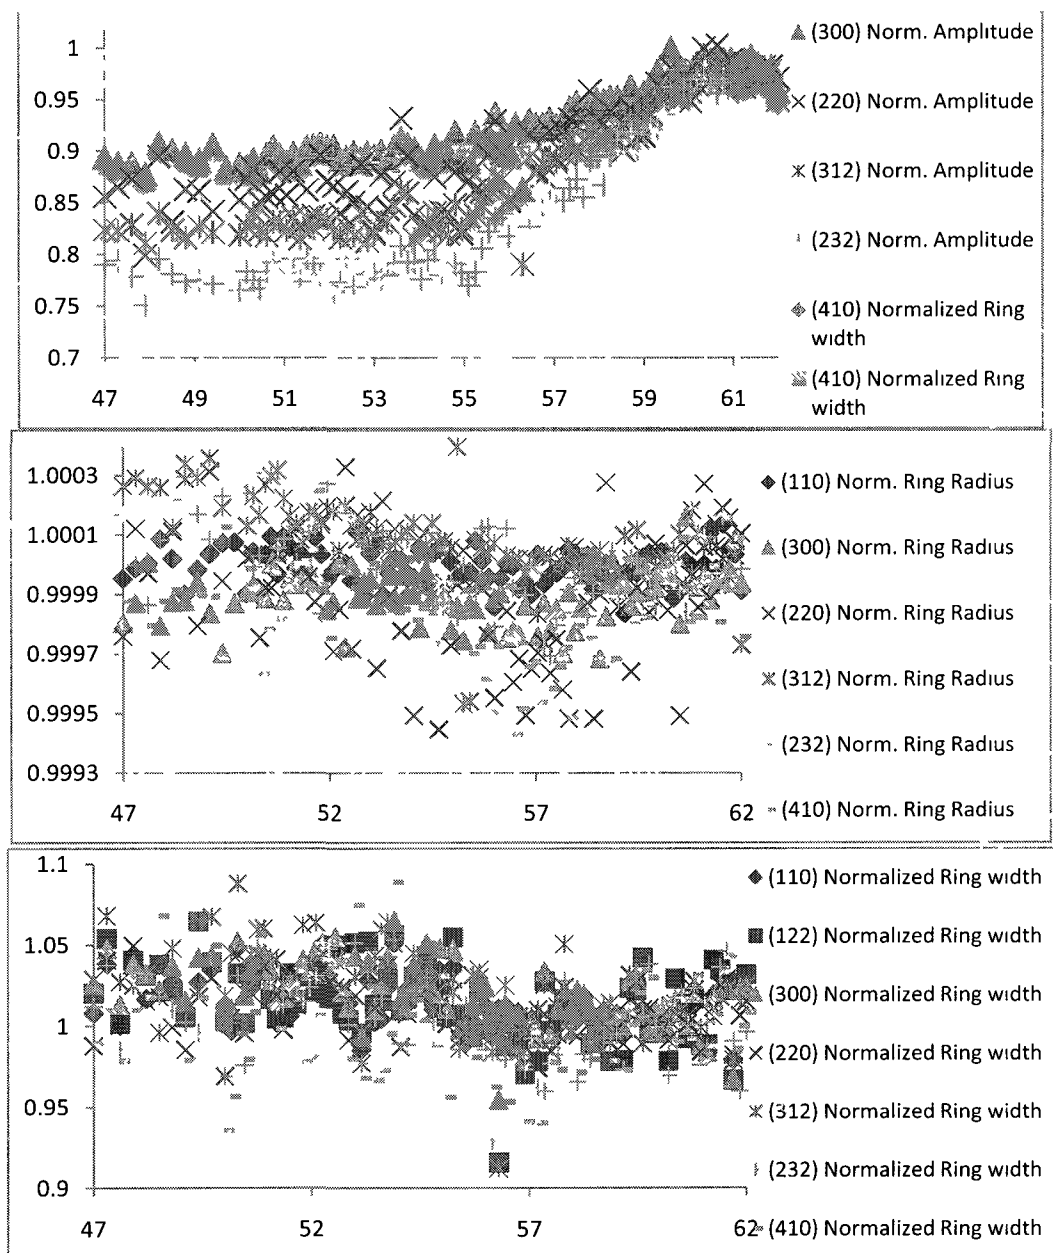 1
0.95
0.9
0.85
0.8
0.75
0.7
47 49 51 53 55 57 59 61
(300) Norm. Amplitude
(220) Norm. Amplitude
(312) Norm. Amplitude
(232) Norm. Amplitude
(410) Normalized Ring
width
(410) Normalized Ring
width
1.0003
1.0001
0.9999
0.9997
0.9995
0.9993
47 52 57 62
(110) Norm. Ring Radius
(300) Norm. Ring Radius
(220) Norm. Ring Radius
(312) Norm. Ring Radius
(232) Norm. Ring Radius
(410) Norm. Ring Radius
1.1
1.05
1
0.95
0.9
47 52 57 62
(110) Normalized Ring width
(122) Normalized Ring width
(300) Normalized Ring width
(220) Normalized Ring width
(312) Normalized Ring width
(232) Normalized Ring width
(410) Normalized Ring width